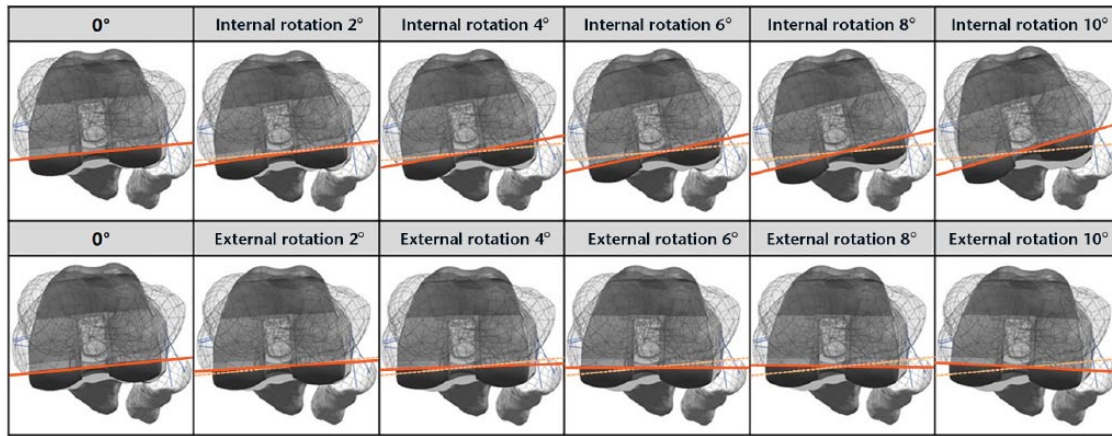 0° Internal rotation 2° Internal rotation 4° Internal rotation 6° Internal rotation 8° Internal rotation 10°
0° External rotation 2° External rotation 4° External rotation 6° External rotation 8° External rotation 10°